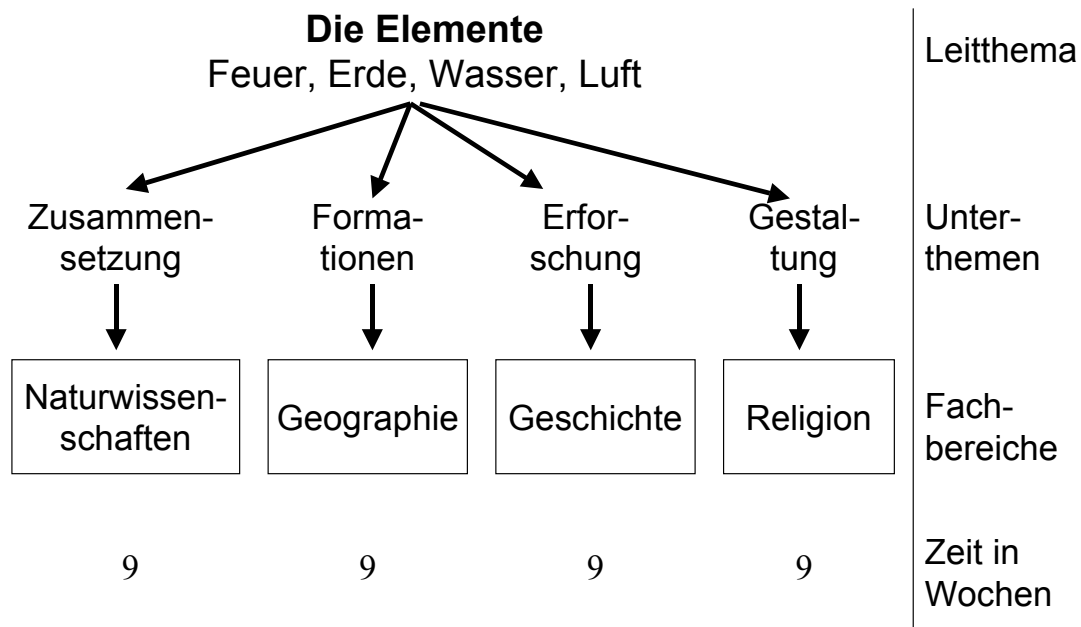 Die Elemente
Feuer, Erde, Wasser, Luft
Leitthema
Zusammen-
setzung
Forma-
tionen
Erfor-
schung
Gestal-
tung
Unter-
themen
Naturwissen-
schaften
Geographie
Geschichte
Religion
Fach-
bereiche
9
9
9
9
Zeit in
Wochen